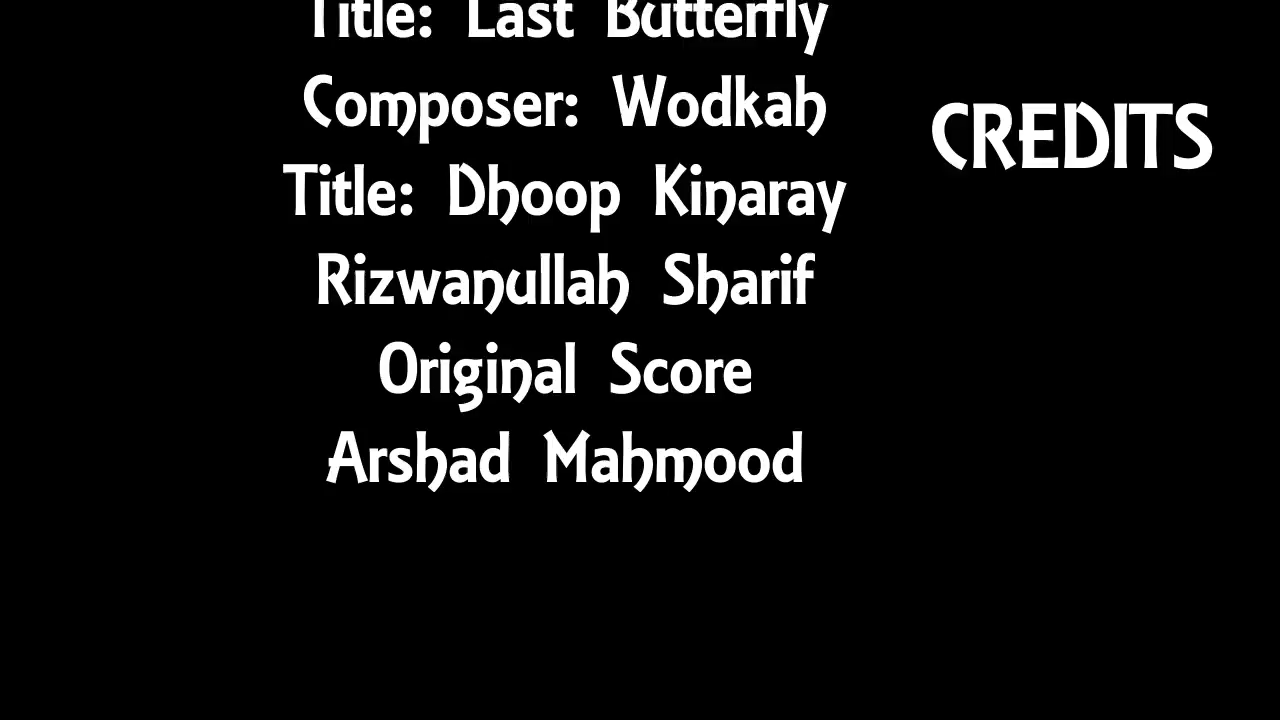 Title: Last Butterfly
Composer: Wodkah
CREDITS
Title: Dhoop Kinaray
Rizwanullah Sharif
Original Score
Arshad Mahmood